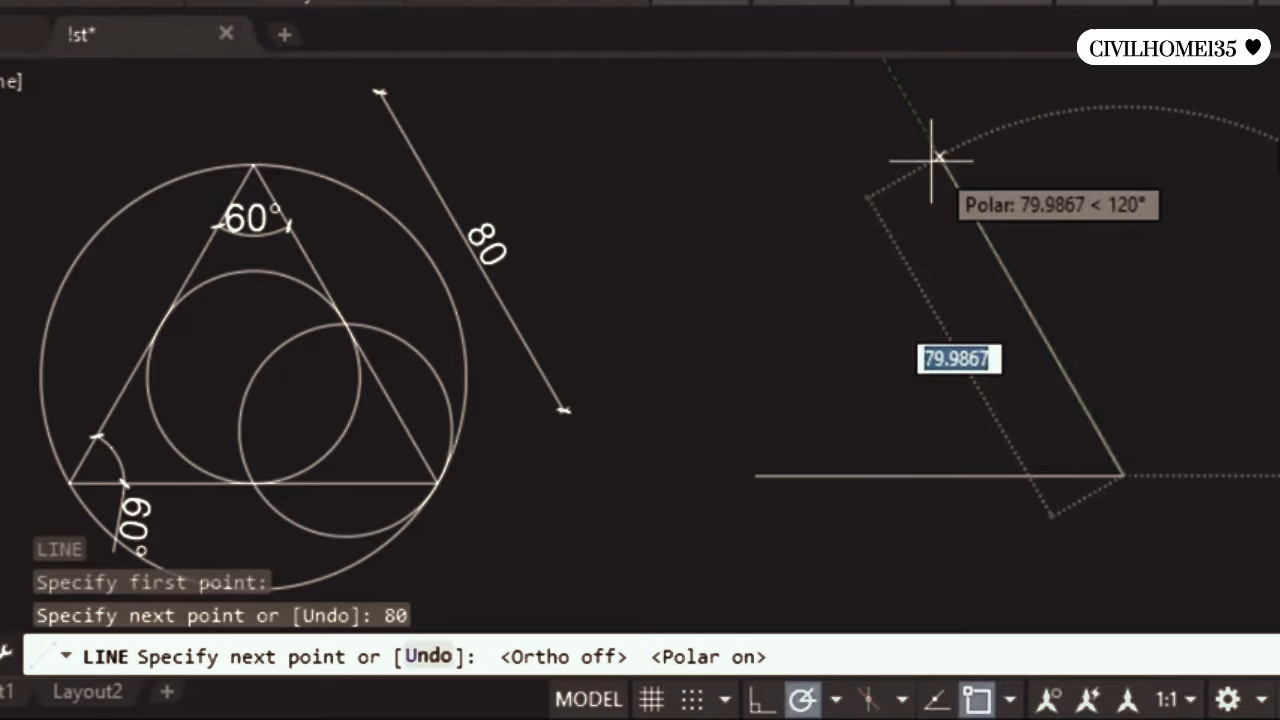 !st*
CIVILHOME135 ♥
ne]
60°
80
Polar: 79.9867 < 120°
79.9867
60°
LINE
Specify first point:
Specify next point or [Undo]: 80
LINE Specify next point or [Undo]: <Ortho off> <Polar on>
t1 Layout2 +
MODEL
1:1